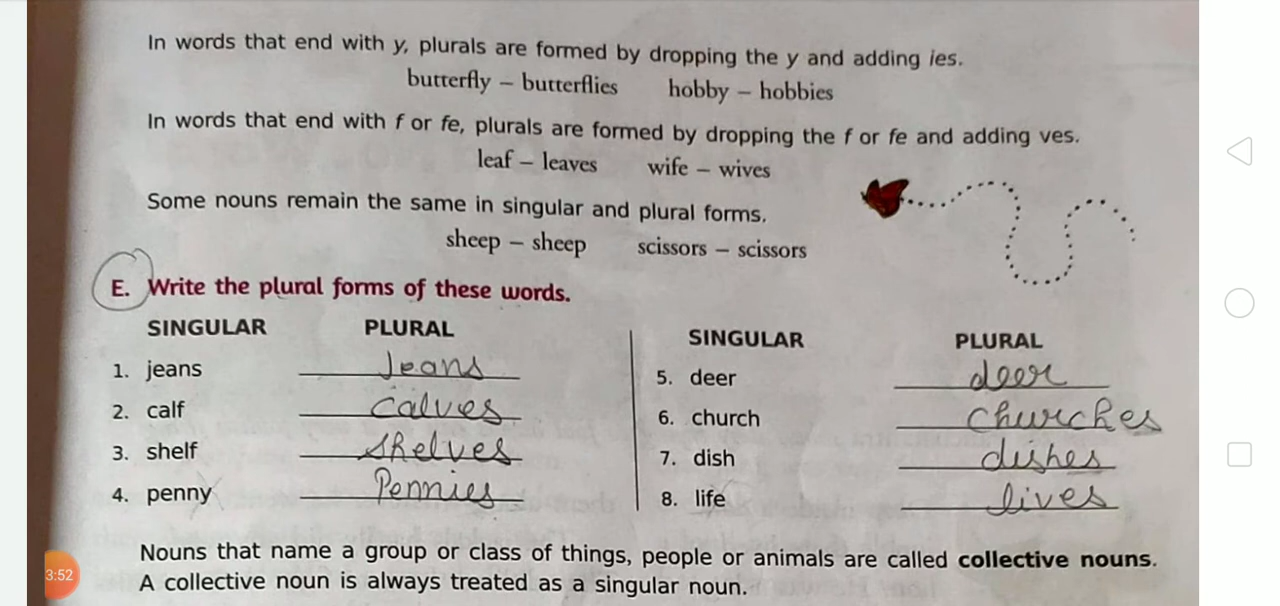 In words that end with y, plurals are formed by dropping the y and adding ies.
butterfly – butterflies hobby – hobbies
In words that end with f or fe, plurals are formed by dropping the f or fe and adding ves.
leaf – leaves wife – wives
Some nouns remain the same in singular and plural forms.
sheep – sheep scissors – scissors
E. Write the plural forms of these words.
SINGULAR PLURAL
1. jeans Jeans
2. calf calves
3. shelf shelves
4. penny Pennies
SINGULAR PLURAL
5. deer deer
6. church churches
7. dish dishes
8. life lives
Nouns that name a group or class of things, people or animals are called collective nouns.
A collective noun is always treated as a singular noun.
3:52